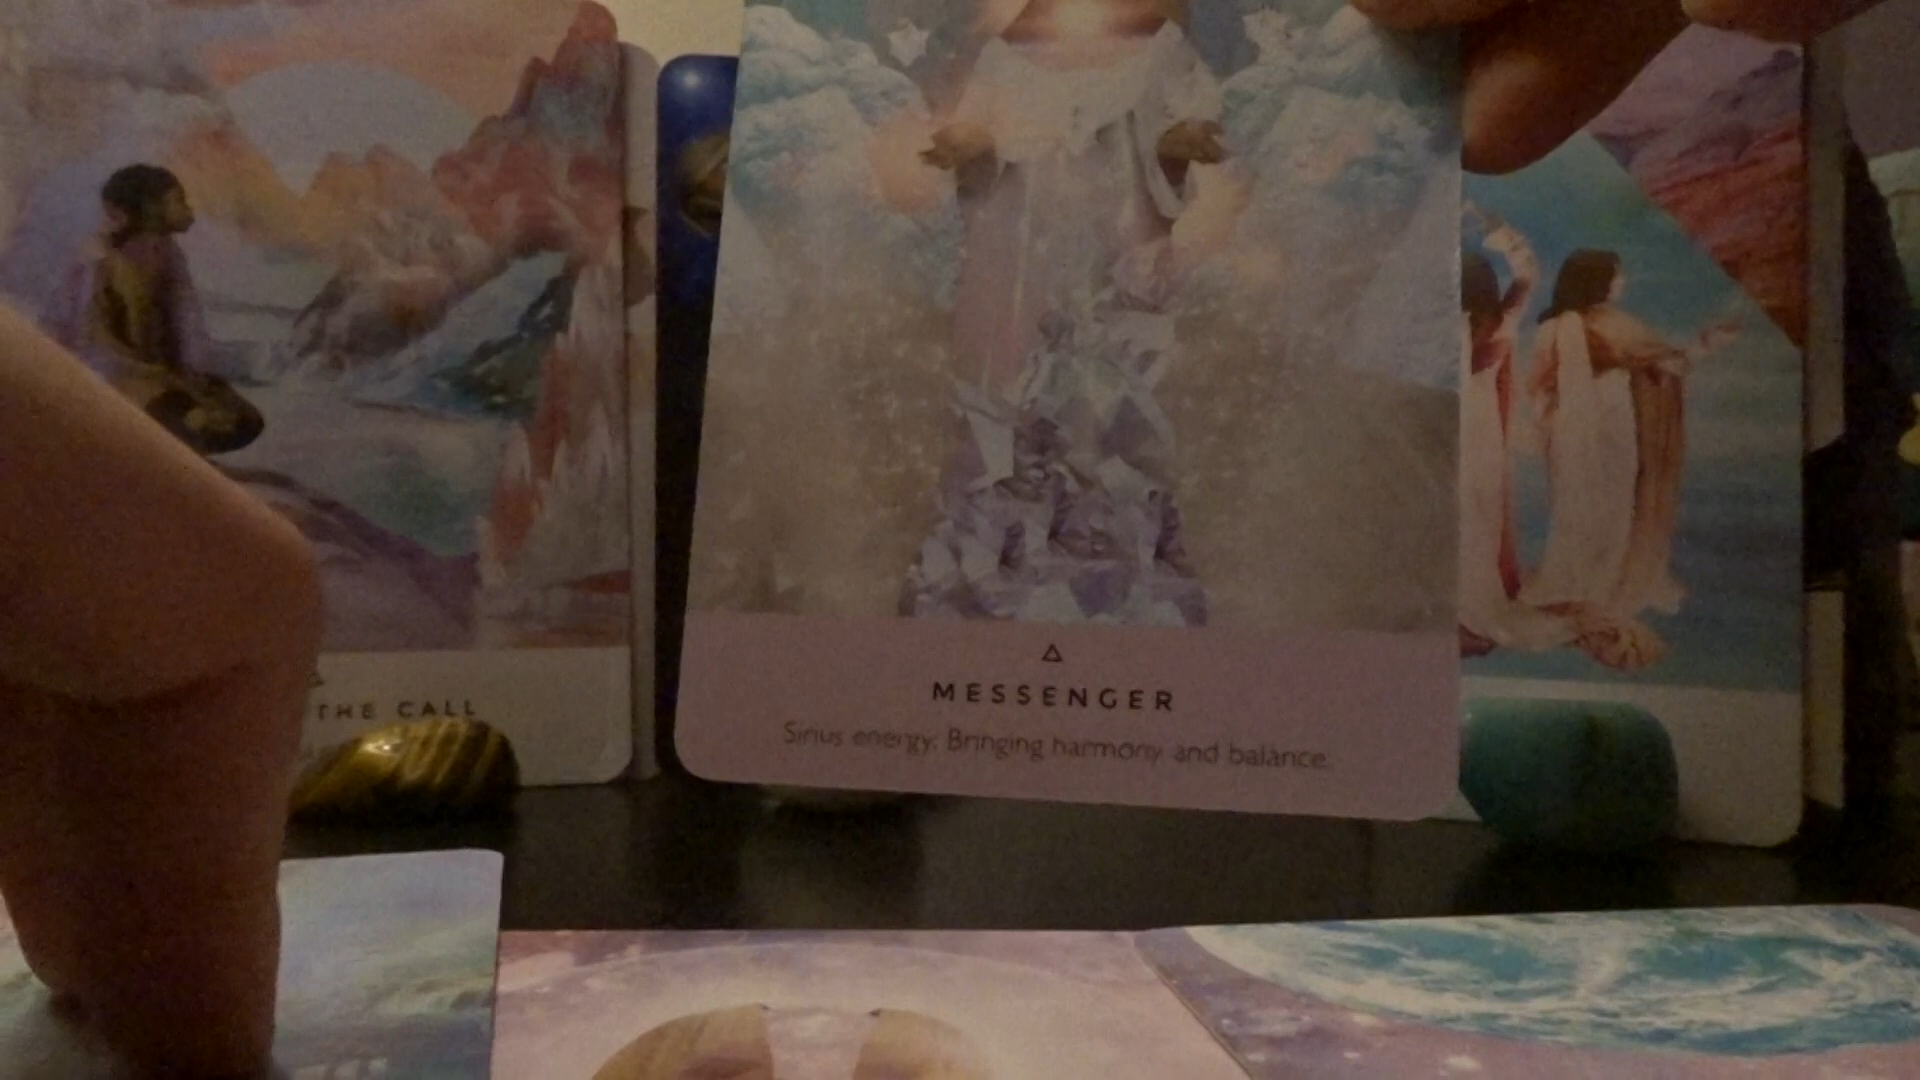 THE CALL
MESSENGER
Sirius energy. Bringing harmony and balance.